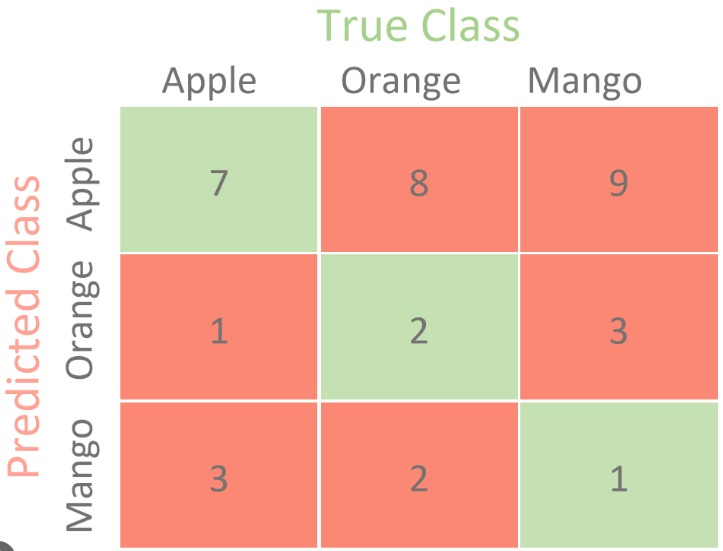 True Class
Apple Orange Mango
Predicted Class
Apple
7 8 9
Orange
1 2 3
Mango
3 2 1